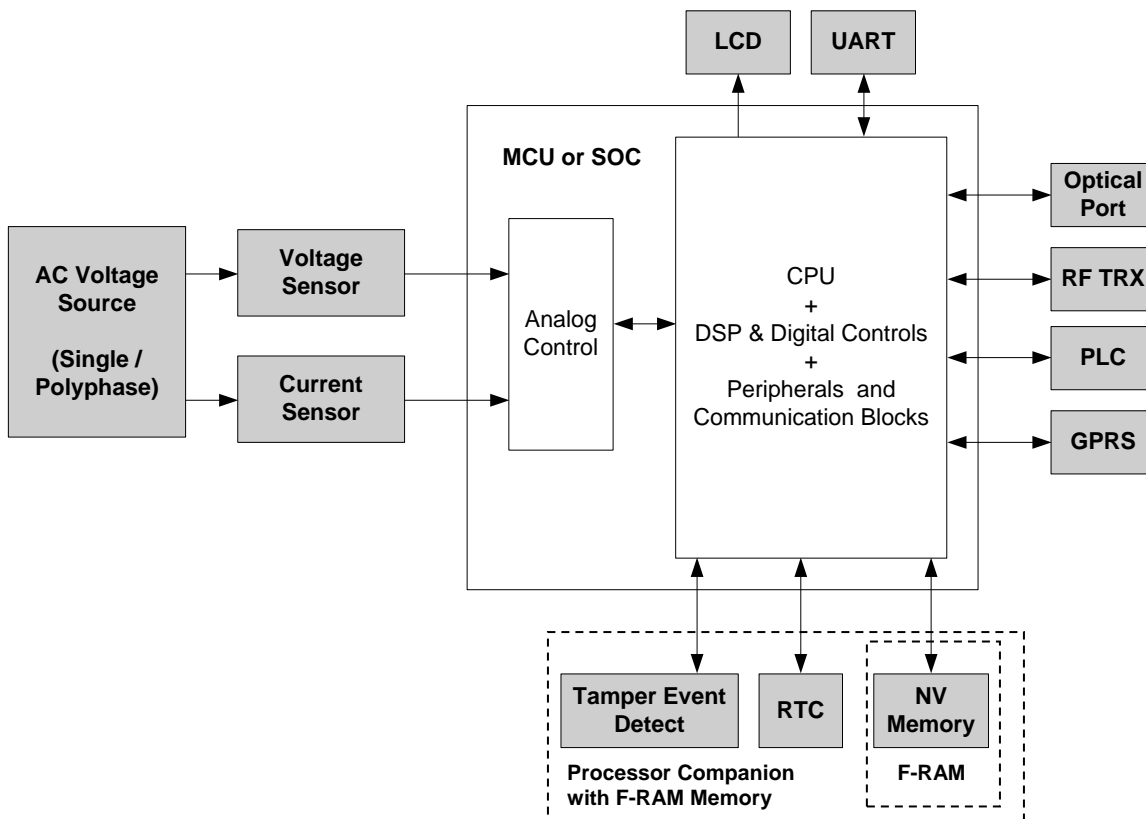 LCD
UART
MCU or SOC
Optical
Port
AC Voltage
Source
(Single /
Polyphase)
Voltage
Sensor
Current
Sensor
Analog
Control
CPU
+
DSP & Digital Controls
+
Peripherals and
Communication Blocks
RF TRX
PLC
GPRS
Tamper Event
Detect
RTC
NV
Memory
Processor Companion
with F-RAM Memory
F-RAM